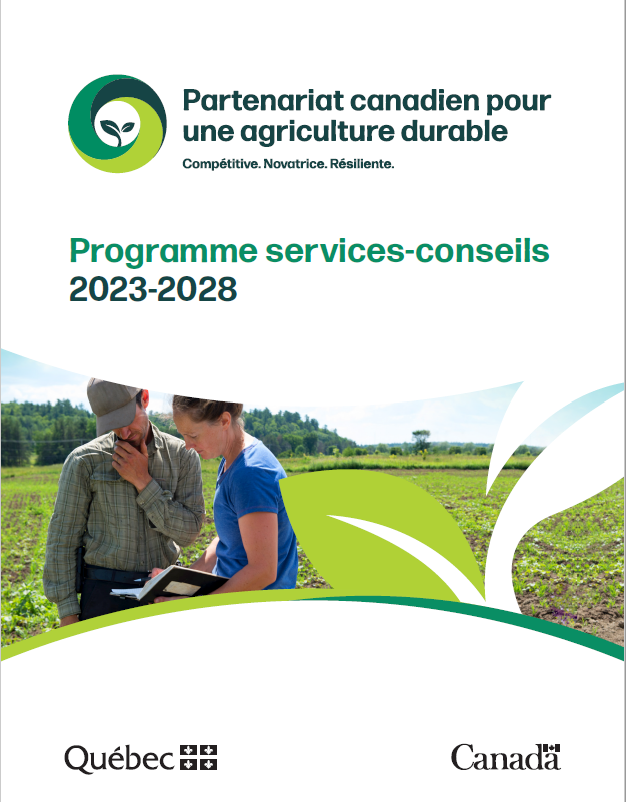 Partenariat canadien pour
une agriculture durable
Compétitive. Novatrice. Résiliente.
Programme services-conseils
2023-2028
Québec
Canada